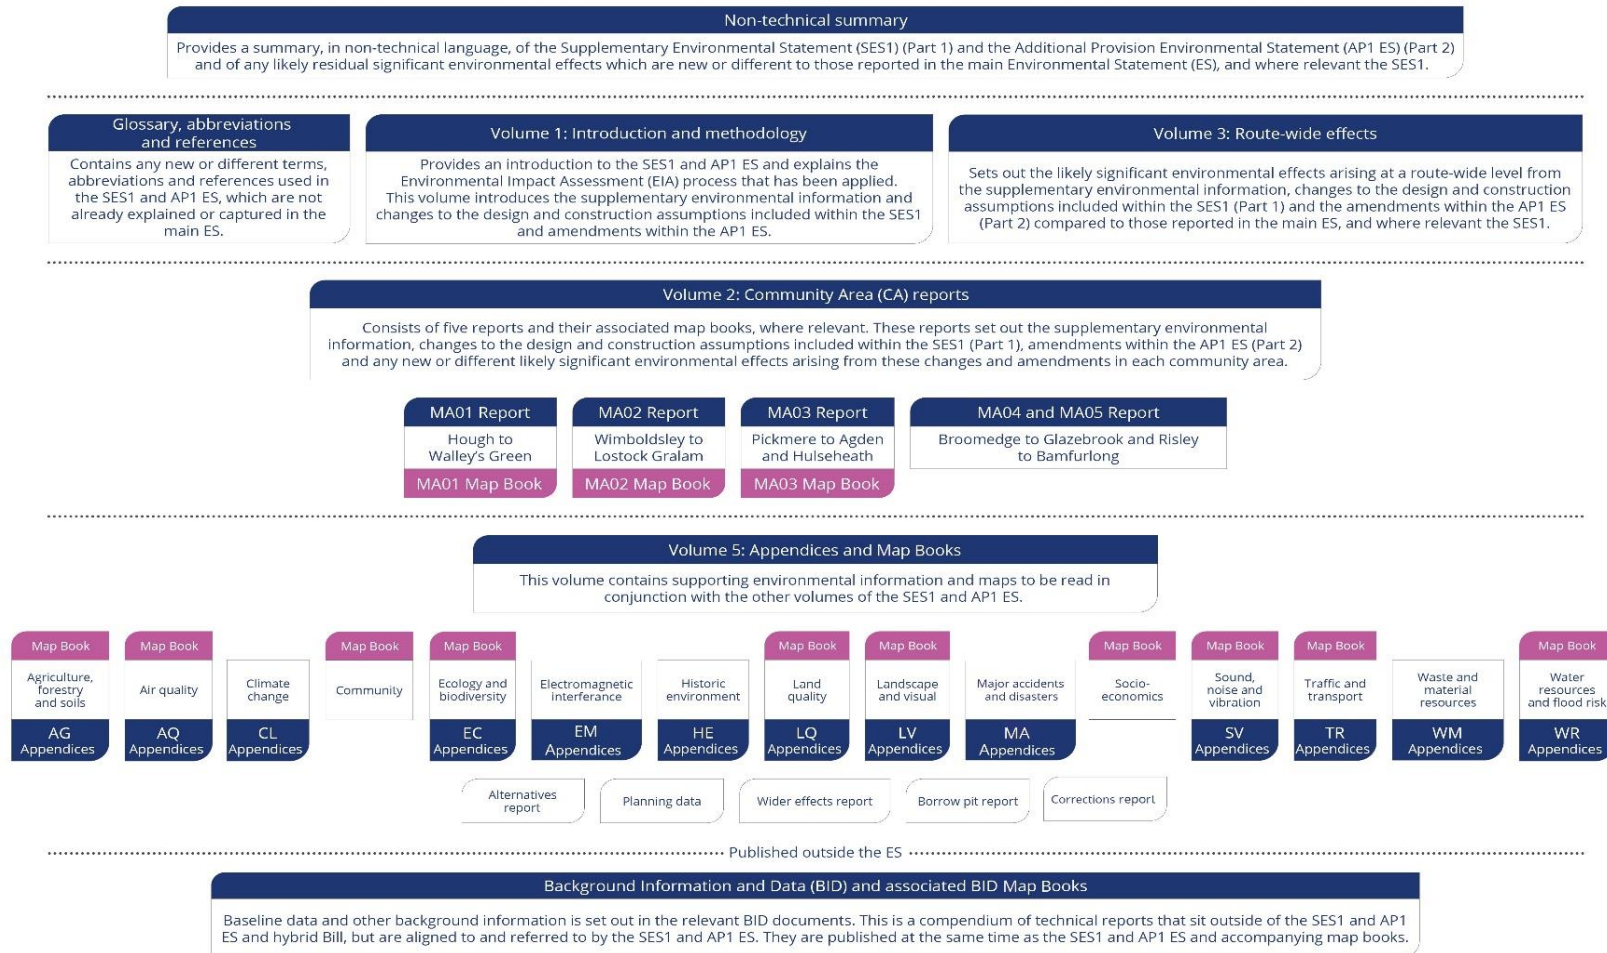 Non-technical summary
Provides a summary, in non-technical language, of the Supplementary Environmental Statement (SES1) (Part 1) and the Additional Provision Environmental Statement (AP1 ES) (Part 2)
and of any likely residual significant environmental effects which are new or different to those reported in the main Environmental Statement (ES), and where relevant the SES1.
Glossary, abbreviations
and references
Contains any new or different terms,
abbreviations and references used in
the SES1 and AP1 ES, which are not
already explained or captured in the
main ES.
Volume 1: Introduction and methodology
Provides an introduction to the SES1 and AP1 ES and explains the
Environmental Impact Assessment (EIA) process that has been applied.
This volume introduces the supplementary environmental information and
changes to the design and construction assumptions included within the SES1
and amendments within the AP1 ES.
Volume 3: Route-wide effects
Sets out the likely significant environmental effects arising at a route-wide level from
the supplementary environmental information, changes to the design and construction
assumptions included within the SES1 (Part 1) and the amendments within the AP1 ES
(Part 2) compared to those reported in the main ES, and where relevant the SES1.
Volume 2: Community Area (CA) reports
Consists of five reports and their associated map books, where relevant. These reports set out the supplementary environmental
information, changes to the design and construction assumptions included within the SES1 (Part 1), amendments within the AP1 ES (Part 2)
and any new or different likely significant environmental effects arising from these changes and amendments in each community area.
MA01 Report
Hough to
Walley's Green
MA01 Map Book
MA02 Report
Wimboldsley to
Lostock Gralam
MA02 Map Book
MA03 Report
Pickmere to Agden
and Hulseheath
MA03 Map Book
MA04 and MA05 Report
Broomedge to Glazebrook and Risley
to Bamfurlong
Volume 5: Appendices and Map Books
This volume contains supporting environmental information and maps to be read in
conjunction with the other volumes of the SES1 and AP1 ES.
Map Book
Agriculture,
forestry
and soils
AG
Appendices
Map Book
Air quality
AQ
Appendices
Climate
change
CL
Appendices
Map Book
Community
Map Book
Ecology and
biodiversity
EC
Appendices
Electromagnetic
interferance
EM
Appendices
Historic
environment
HE
Appendices
Map Book
Land
quality
LQ
Appendices
Map Book
Landscape
and visual
LV
Appendices
Major accidents
and disasters
MA
Appendices
Map Book
Socio-
economics
Map Book
Sound,
noise and
vibration
SV
Appendices
Map Book
Traffic and
transport
TR
Appendices
Waste and
material
resources
WM
Appendices
Map Book
Water
resources
and flood risk
WR
Appendices
Alternatives
report
Planning data
Wider effects report
Borrow pit report
Corrections report
Published outside the ES
Background Information and Data (BID) and associated BID Map Books
Baseline data and other background information is set out in the relevant BID documents. This is a compendium of technical reports that sit outside of the SES1 and AP1
ES and hybrid Bill, but are aligned to and referred to by the SES1 and AP1 ES. They are published at the same time as the SES1 and AP1 ES and accompanying map books.